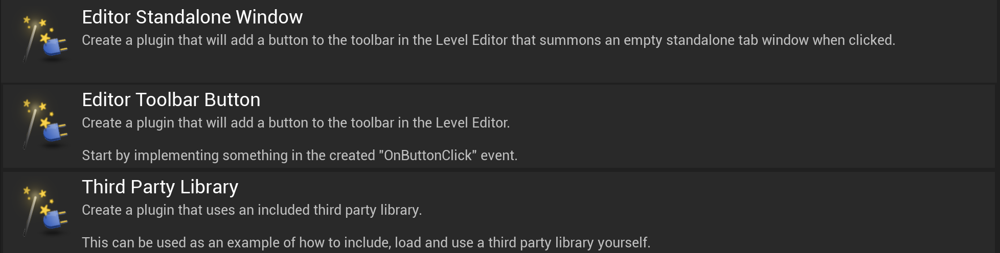 Editor Standalone Window
Create a plugin that will add a button to the toolbar in the Level Editor that summons an empty standalone tab window when clicked.
Editor Toolbar Button
Create a plugin that will add a button to the toolbar in the Level Editor.
Start by implementing something in the created "OnButtonClick" event.
Third Party Library
Create a plugin that uses an included third party library.
This can be used as an example of how to include, load and use a third party library yourself.